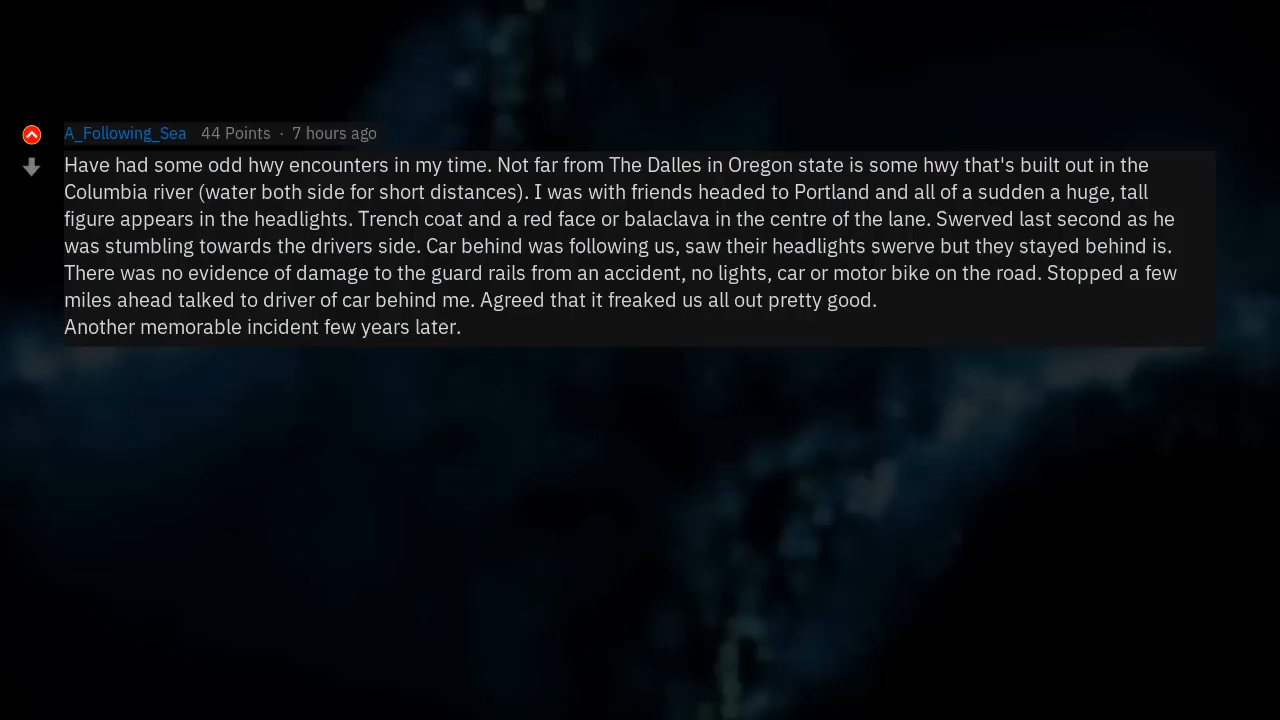 A_Following_Sea 44 Points · 7 hours ago
Have had some odd hwy encounters in my time. Not far from The Dalles in Oregon state is some hwy that's built out in the
Columbia river (water both side for short distances). I was with friends headed to Portland and all of a sudden a huge, tall
figure appears in the headlights. Trench coat and a red face or balaclava in the centre of the lane. Swerved last second as he
was stumbling towards the drivers side. Car behind was following us, saw their headlights swerve but they stayed behind is.
There was no evidence of damage to the guard rails from an accident, no lights, car or motor bike on the road. Stopped a few
miles ahead talked to driver of car behind me. Agreed that it freaked us all out pretty good.
Another memorable incident few years later.